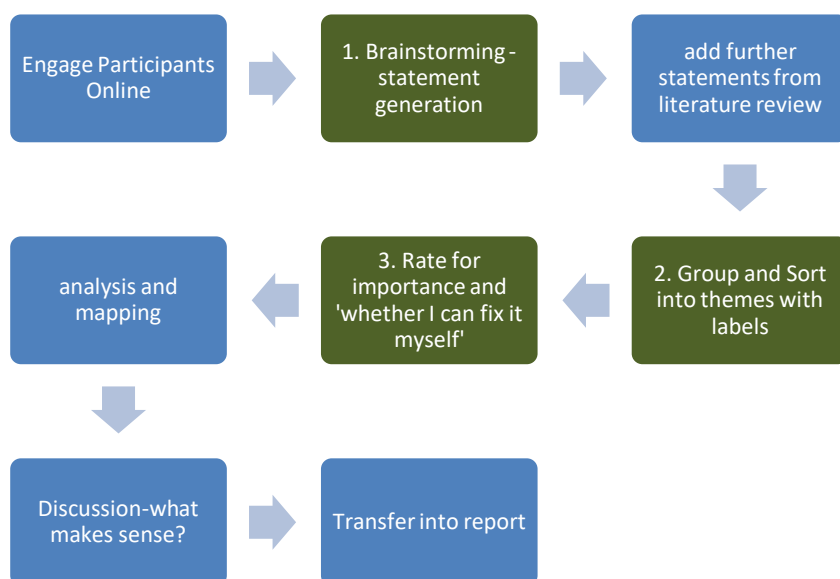 Engage Participants
Online
1. Brainstorming -
statement
generation
add further
statements from
literature review
2. Group and Sort
into themes with
labels
3. Rate for
importance and
'whether I can fix it
myself'
analysis and
mapping
Discussion-what
makes sense?
Transfer into report